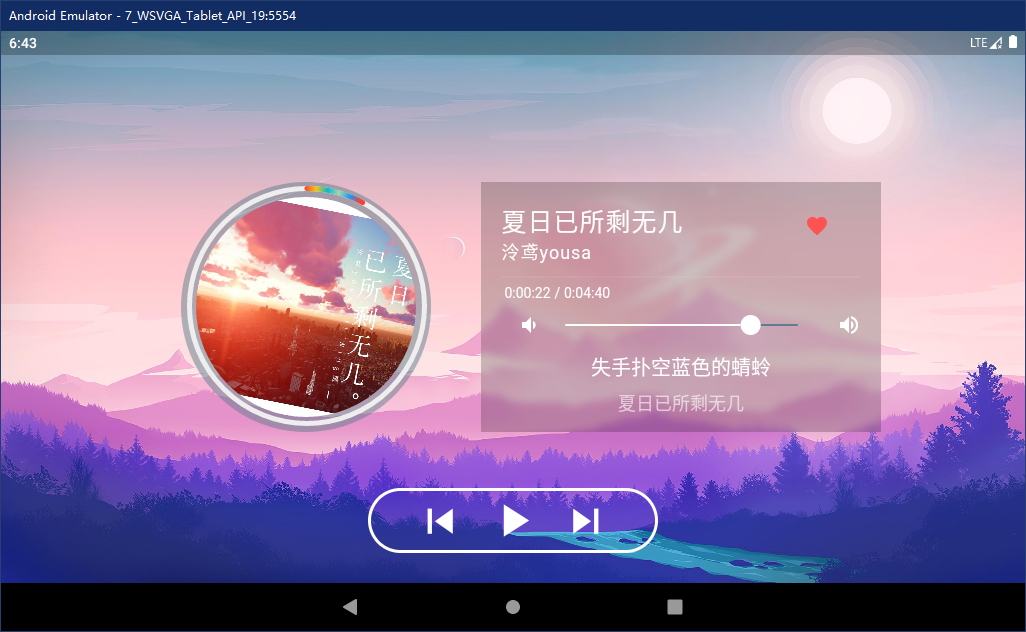 Android Emulator - 7_WSVGA_Tablet_API_19:5554
6:43
LTE
夏日
已所剩无几。
夏日已所剩无几
泠鸢yousa
0:00:22 / 0:04:40
失手扑空蓝色的蜻蛉
夏日已所剩无几